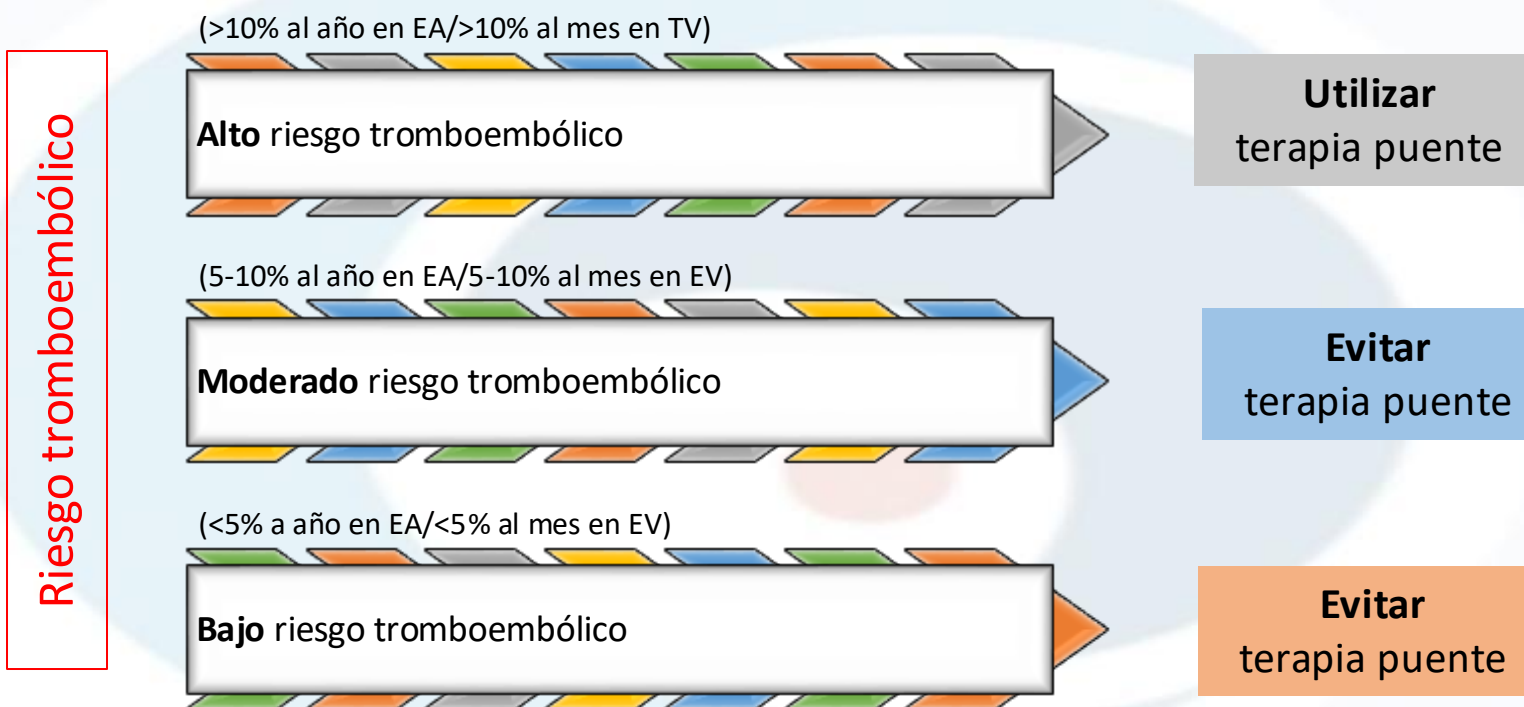 Riesgo tromboembólico
(>10% al año en EA/>10% al mes en TV)
Alto riesgo tromboembólico
Utilizar
terapia puente
(5-10% al año en EA/5-10% al mes en EV)
Moderado riesgo tromboembólico
Evitar
terapia puente
(<5% a año en EA/<5% al mes en EV)
Bajo riesgo tromboembólico
Evitar
terapia puente